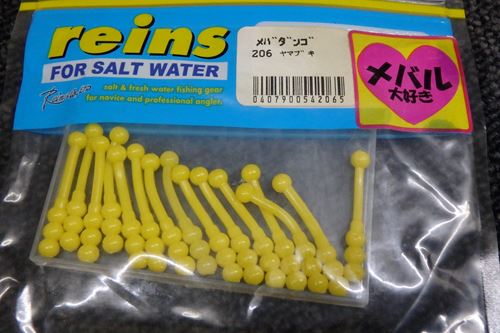 reins
FOR SALT WATER
salt & fresh water fishing gear
for novice and professional angler.
メバダンゴ
206 ヤマブキ
0407900542065
メバル
大好き